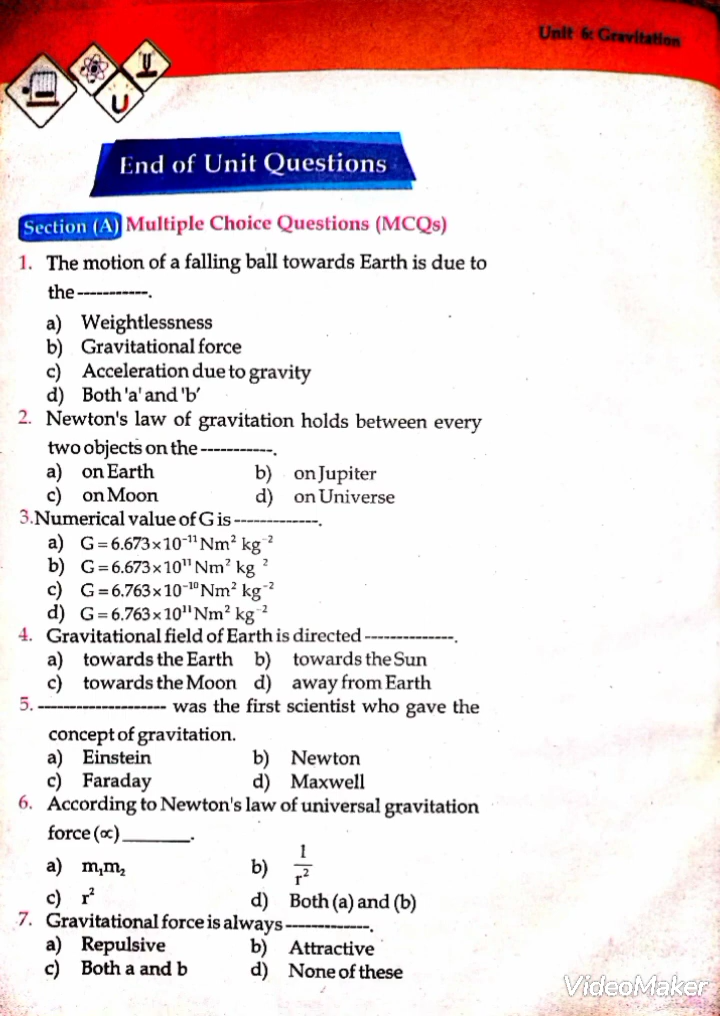 Unit 6: Gravitation
End of Unit Questions
Section (A) Multiple Choice Questions (MCQs)
1. The motion of a falling ball towards Earth is due to
the -----------.
a) Weightlessness
b) Gravitational force
c) Acceleration due to gravity
d) Both 'a' and 'b'
2. Newton's law of gravitation holds between every
two objects on the -----------.
a) on Earth b) on Jupiter
c) on Moon d) on Universe
3. Numerical value of G is -------------.
a) G = 6.673×10⁻¹¹ Nm² kg⁻²
b) G = 6.673×10¹¹ Nm² kg ²
c) G = 6.763×10⁻¹⁰ Nm² kg⁻²
d) G = 6.763×10¹¹ Nm² kg⁻²
4. Gravitational field of Earth is directed --------------.
a) towards the Earth b) towards the Sun
c) towards the Moon d) away from Earth
5. -------------------- was the first scientist who gave the
concept of gravitation.
a) Einstein b) Newton
c) Faraday d) Maxwell
6. According to Newton's law of universal gravitation
force (∝)_______.
a) m₁m₂ b) 1/r²
c) r² d) Both (a) and (b)
7. Gravitational force is always -------------.
a) Repulsive b) Attractive
c) Both a and b d) None of these
VideoMaker